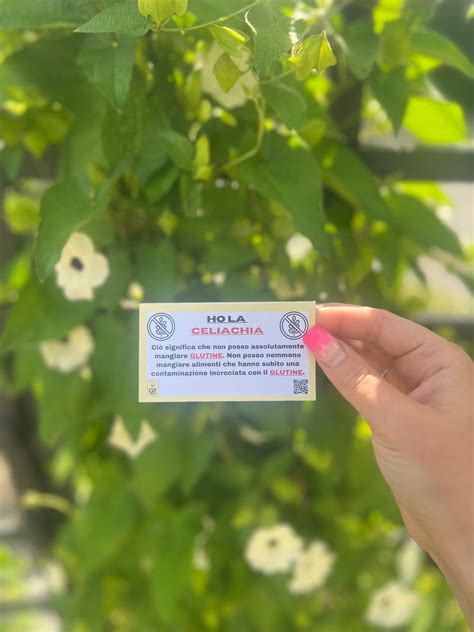 HO LA
CELIACHIA
Ciò significa che non posso assolutamente
mangiare GLUTINE. Non posso nemmeno
mangiare alimenti che hanno subito una
contaminazione incrociata con il GLUTINE.
GF